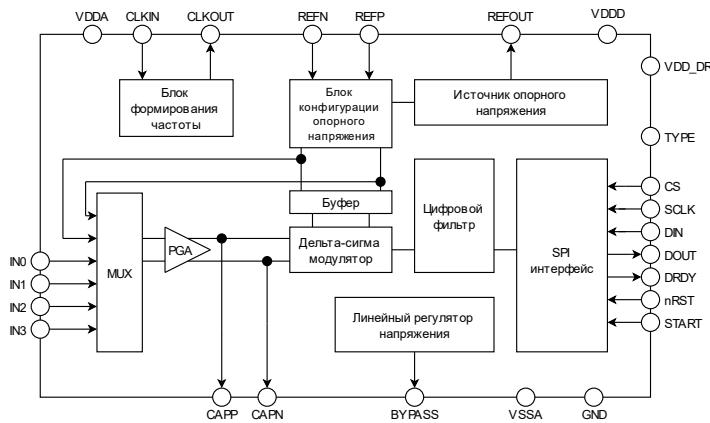 VDDA
CLKIN
CLKOUT
REFN
REFP
REFOUT
VDDD
VDD_DR
Блок
формирования
частоты
Блок
конфигурации
опорного
напряжения
Источник опорного
напряжения
TYPE
CS
SCLK
DIN
DOUT
DRDY
nRST
START
Буфер
Цифровой
фильтр
SPI
интерфейс
Дельта-сигма
модулятор
PGA
MUX
IN0
IN1
IN2
IN3
Линейный регулятор
напряжения
CAPP
CAPN
BYPASS
VSSA
GND